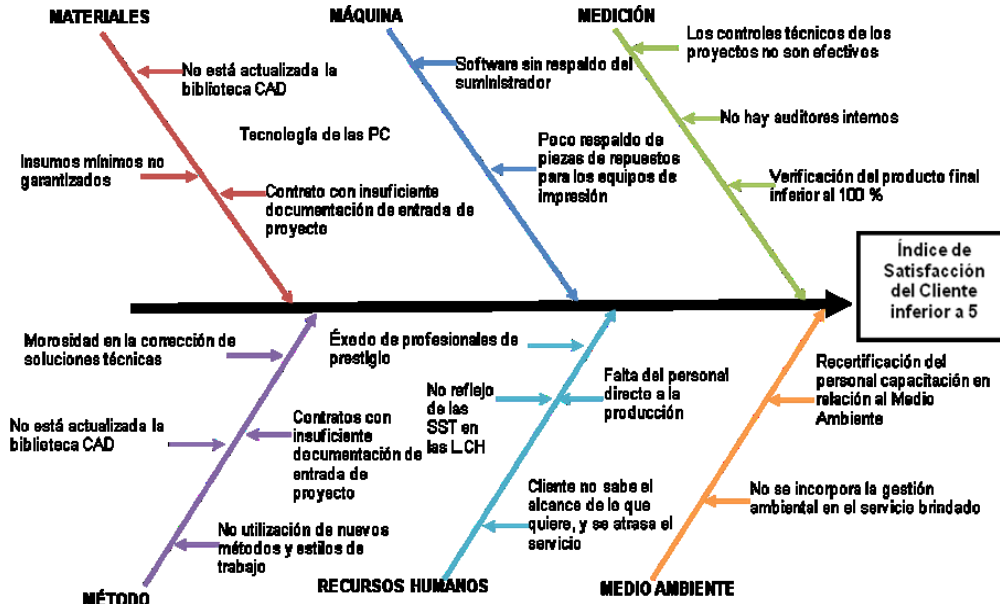 MATERIALES
MÁQUINA
MEDICIÓN
No está actualizada la
biblioteca CAD
Tecnología de las PC
Insumos mínimos no
garantizados
Contrato con insuficiente
documentación de entrada de
proyecto
Software sin respaldo del
suministrador
Poco respaldo de
piezas de repuestos
para los equipos de
impresión
Los controles técnicos de los
proyectos no son efectivos
No hay auditores internos
Verificación del producto final
inferior al 100 %
Índice de
Satisfacción
del Cliente
inferior a 5
Morosidad en la corrección de
soluciones técnicas
No está actualizada la
biblioteca CAD
Contratos con
insuficiente
documentación de
entrada de
proyecto
No utilización de nuevos
métodos y estilos de
trabajo
Éxodo de profesionales de
prestigio
No reflejo
de las
SST en
las LCH
Falta del personal
directo a la
producción
Cliente no sabe el
alcance de lo que
quiere, y se atrasa el
servicio
Recertificación del
personal capacitación en
relación al Medio
Ambiente
No se incorpora la gestión
ambiental en el servicio brindado
MÉTODO
RECURSOS HUMANOS
MEDIO AMBIENTE